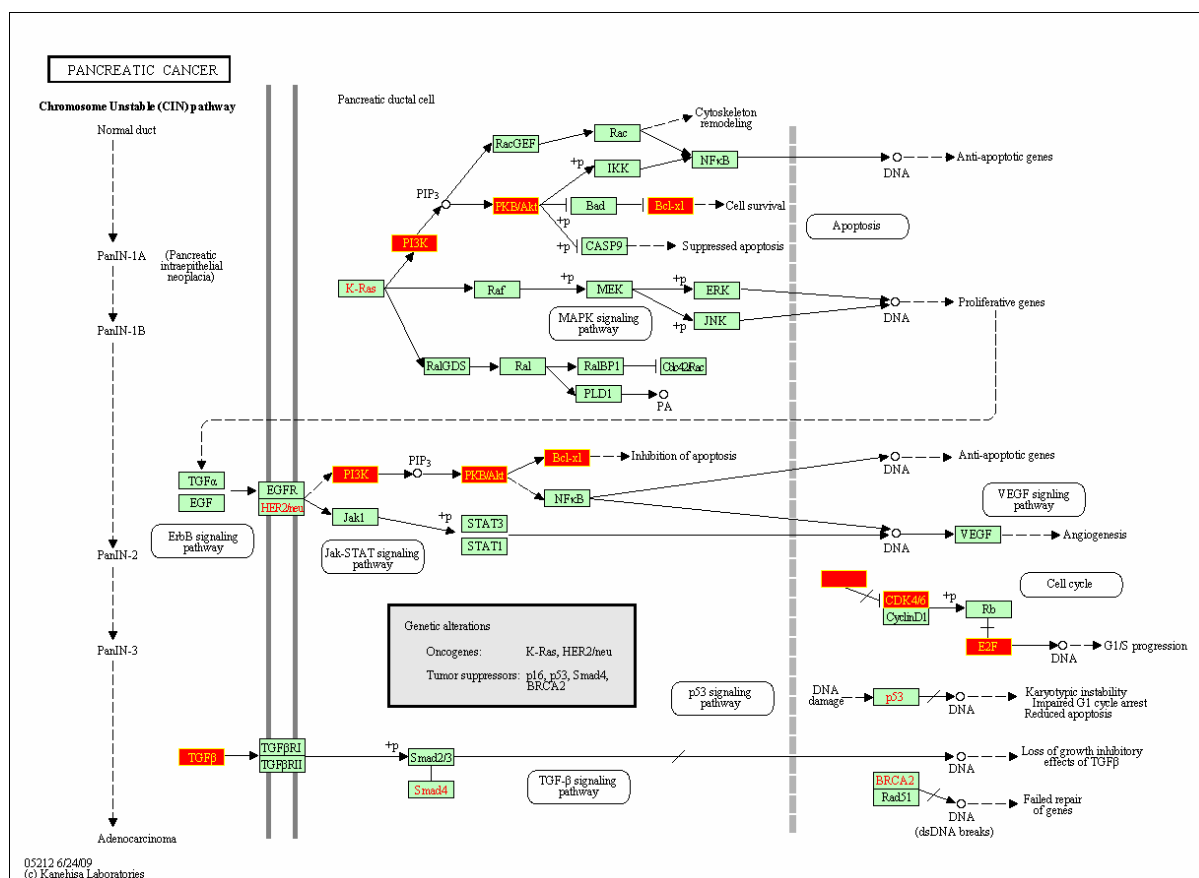 PANCREATIC CANCER
Chromosome Unstable (CIN) pathway
Normal duct
PanIN-1A
(Pancreatic
intraepithelial
neoplacia)
PanIN-1B
PanIN-2
PanIN-3
Adenocarcinoma
Pancreatic ductal cell
RacGEF
Rac
Cytoskeleton
remodeling
NFκB
DNA
Anti-apoptotic genes
+p
IKK
PIP3
PKB/Akt
Bad
Bcl-xl
Cell survival
+p
+p
CASP9
Suppressed apoptosis
Apoptosis
PI3K
K-Ras
Raf
+p
MEK
+p
ERK
+p
JNK
DNA
Proliferative genes
MAPK signaling
pathway
RalGDS
Ral
RalBP1
Cdc42/Rac
PLD1
PA
TGFα
EGF
EGFR
HER2/neu
ErbB signaling
pathway
PI3K
PIP3
PKB/Akt
Bcl-xl
Inhibition of apoptosis
NFκB
DNA
Anti-apoptotic genes
Jak1
+p
STAT3
STAT1
DNA
VEGF
Angiogenesis
VEGF signling
pathway
Jak-STAT signaling
pathway
Cell cycle
CDK4/6
CyclinD1
+p
Rb
E2F
DNA
G1/S progression
Genetic alterations
Oncogenes: K-Ras, HER2/neu
Tumor suppressors: p16, p53, Smad4,
BRCA2
p53 signaling
pathway
DNA
damage
p53
DNA
Karyotypic instability
Impaired G1 cycle arrest
Reduced apoptosis
TGFβ
TGFβRI
TGFβRII
+p
Smad2/3
Smad4
TGF-β signaling
pathway
DNA
Loss of growth inhibitory
effects of TGFβ
BRCA2
Rad51
DNA
(dsDNA breaks)
Failed repair
of genes
05212 6/24/09
(c) Kanehisa Laboratories